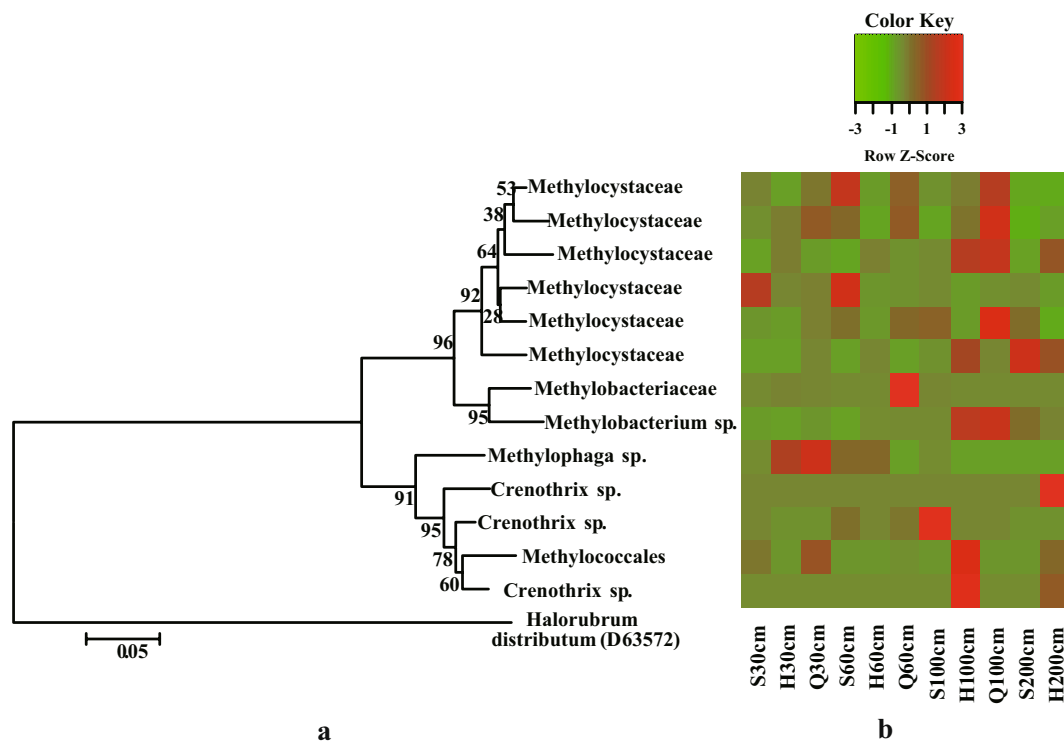 Color Key
-3 -1 1 3
Row Z-Score
53
Methylocystaceae
38
Methylocystaceae
64
Methylocystaceae
92
Methylocystaceae
28
Methylocystaceae
96
Methylocystaceae
Methylobacteriaceae
95
Methylobacterium sp.
Methylophaga sp.
91
Crenothrix sp.
95
Crenothrix sp.
78
Methylococcales
60
Crenothrix sp.
Halorubrum
distributum (D63572)
0.05
S30cm
H30cm
Q30cm
S60cm
H60cm
Q60cm
S100cm
H100cm
Q100cm
S200cm
H200cm
a
b